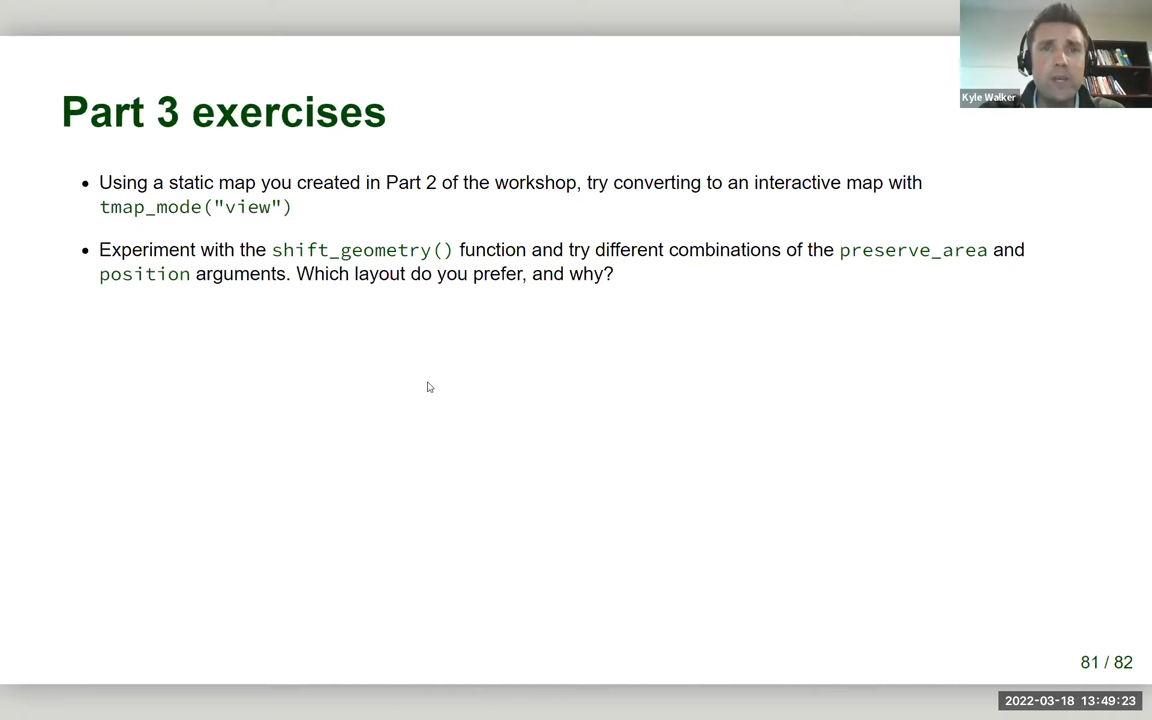 Part 3 exercises
Kyle Walker
• Using a static map you created in Part 2 of the workshop, try converting to an interactive map with
tmap_mode("view")
• Experiment with the shift_geometry() function and try different combinations of the preserve_area and
position arguments. Which layout do you prefer, and why?
81 / 82
2022-03-18 13:49:23